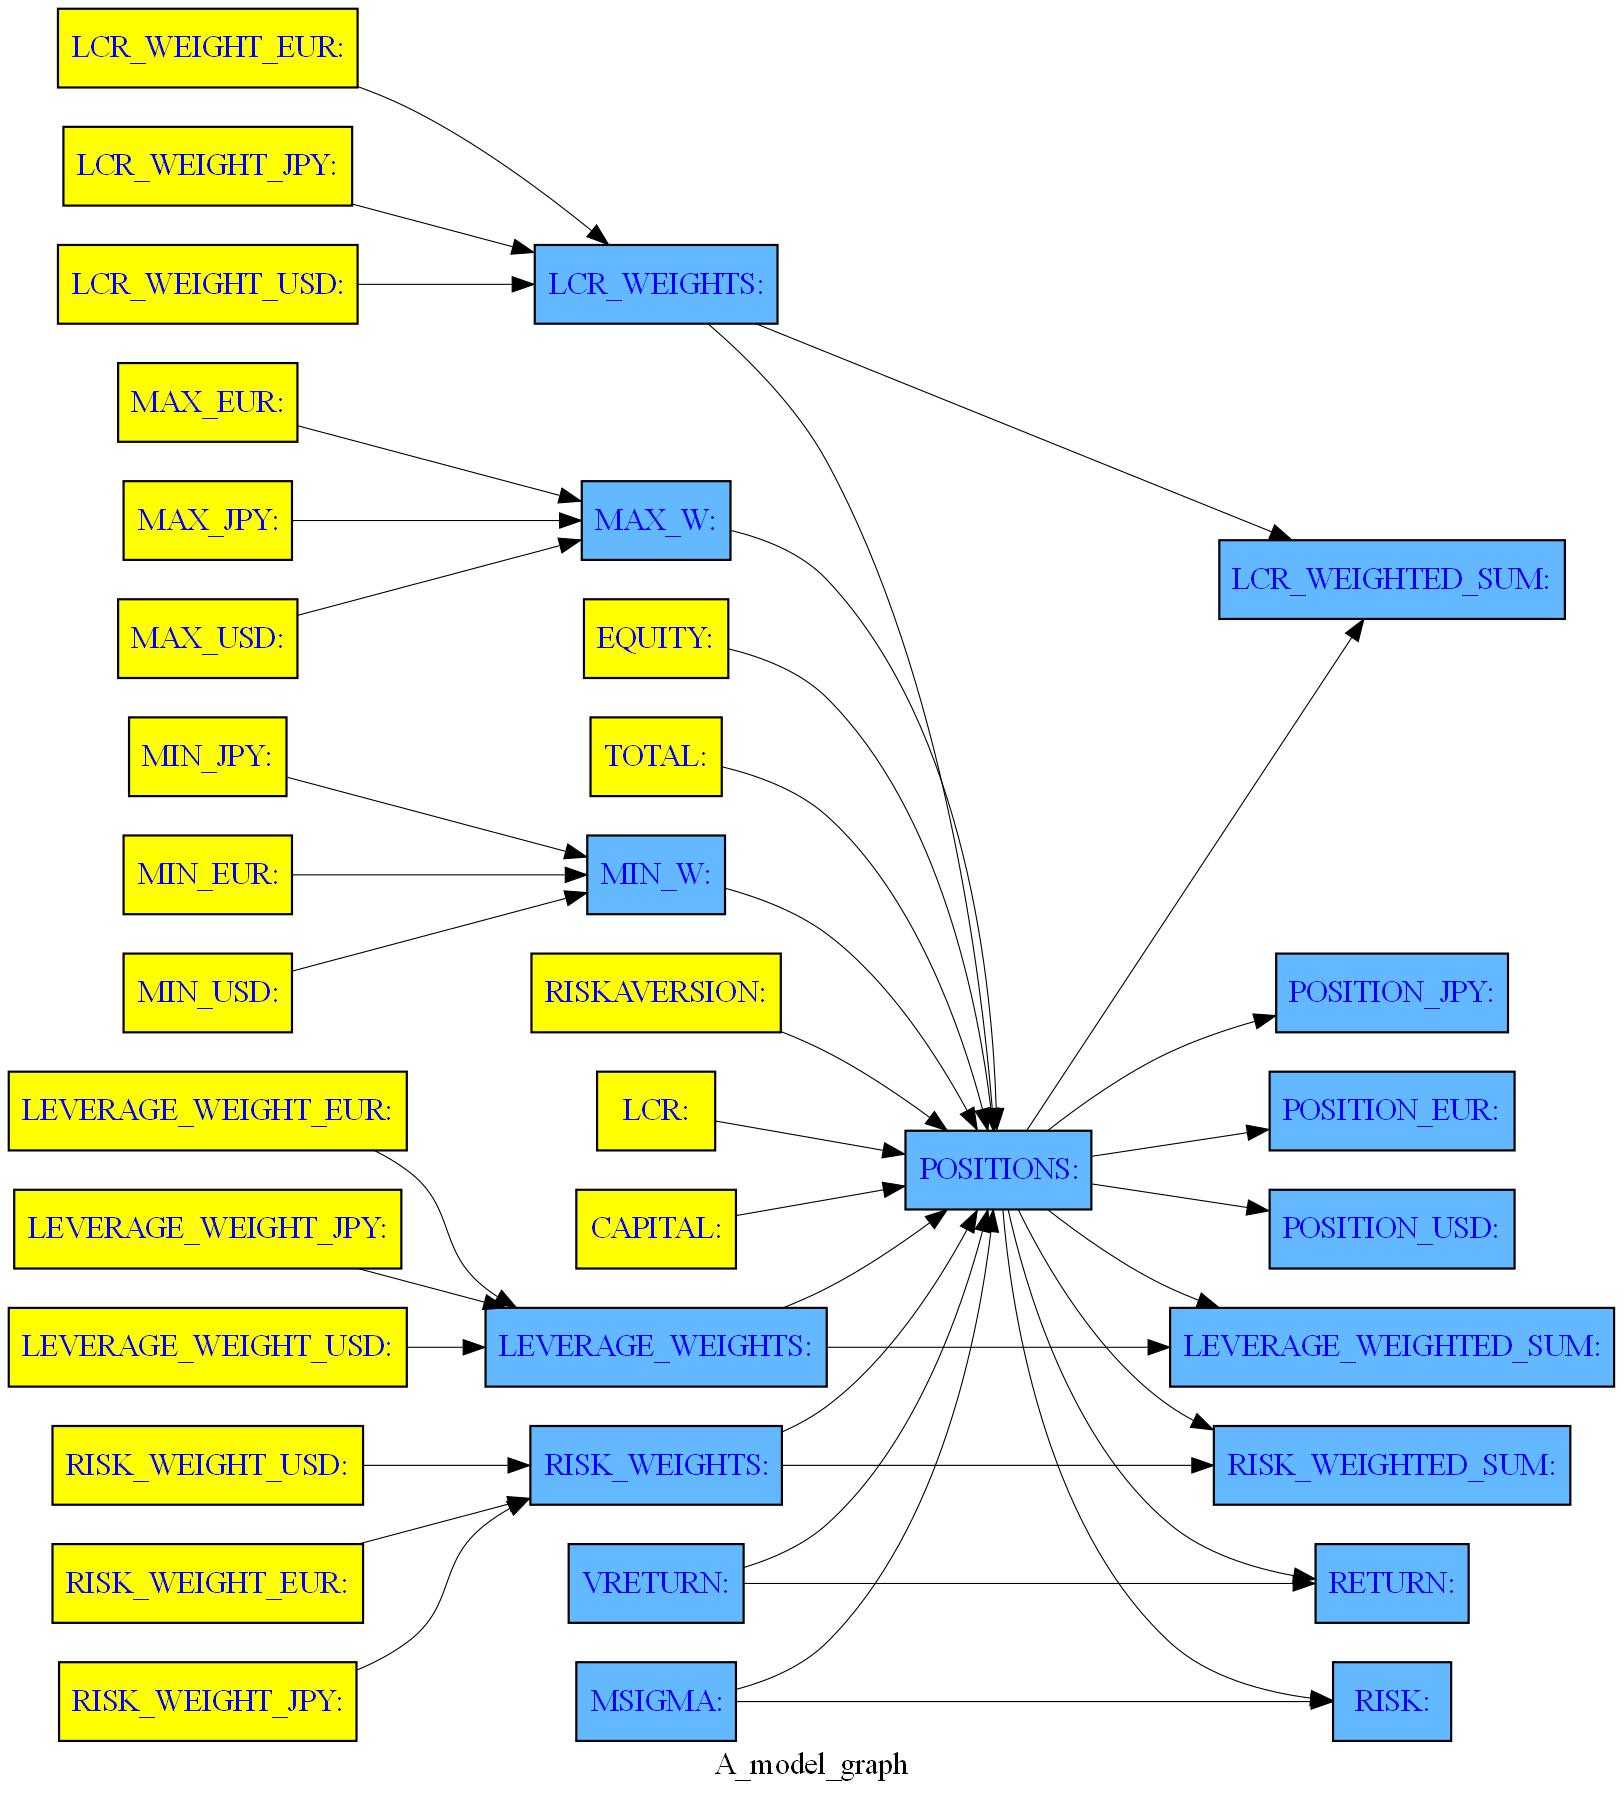 LCR_WEIGHT_EUR:
LCR_WEIGHT_JPY:
LCR_WEIGHT_USD:
LCR_WEIGHTS:
MAX_EUR:
MAX_JPY:
MAX_W:
LCR_WEIGHTED_SUM:
MAX_USD:
EQUITY:
MIN_JPY:
TOTAL:
MIN_EUR:
MIN_W:
MIN_USD:
RISKAVERSION:
POSITION_JPY:
LEVERAGE_WEIGHT_EUR:
LCR:
POSITION_EUR:
POSITIONS:
LEVERAGE_WEIGHT_JPY:
CAPITAL:
POSITION_USD:
LEVERAGE_WEIGHT_USD:
LEVERAGE_WEIGHTS:
LEVERAGE_WEIGHTED_SUM:
RISK_WEIGHT_USD:
RISK_WEIGHTS:
RISK_WEIGHTED_SUM:
RISK_WEIGHT_EUR:
VRETURN:
RETURN:
RISK_WEIGHT_JPY:
MSIGMA:
RISK:
A_model_graph